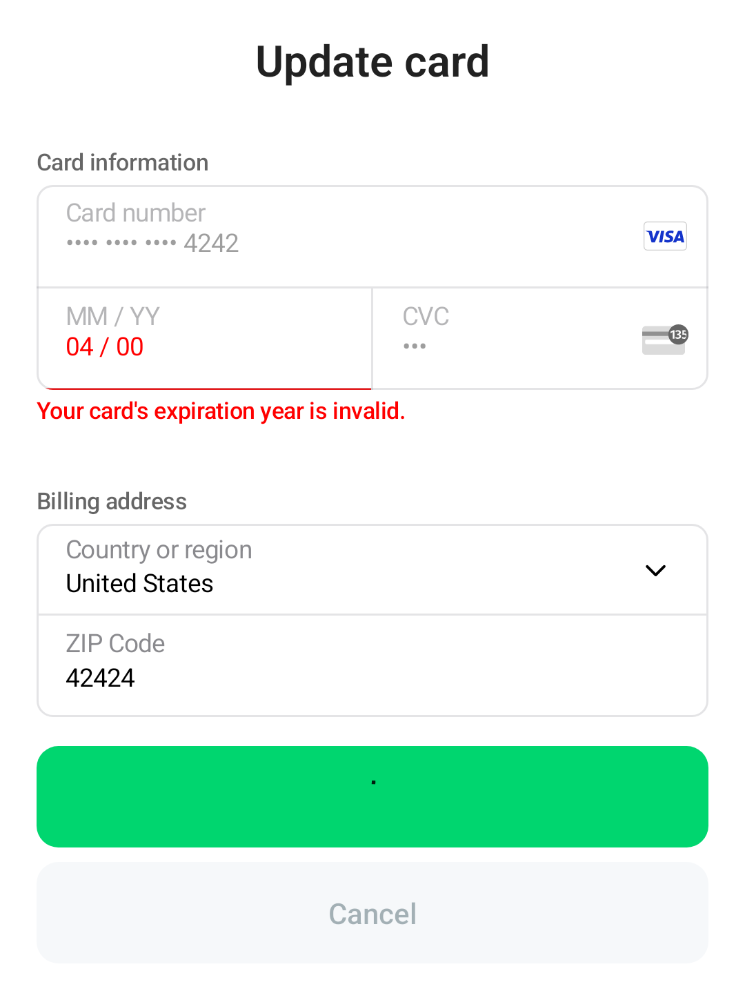 Update card
Card information
Card number
•••• •••• •••• 4242
VISA
MM / YY
CVC
04 / 00
•••
135
Your card's expiration year is invalid.
Billing address
Country or region
United States
ZIP Code
42424
.
Cancel